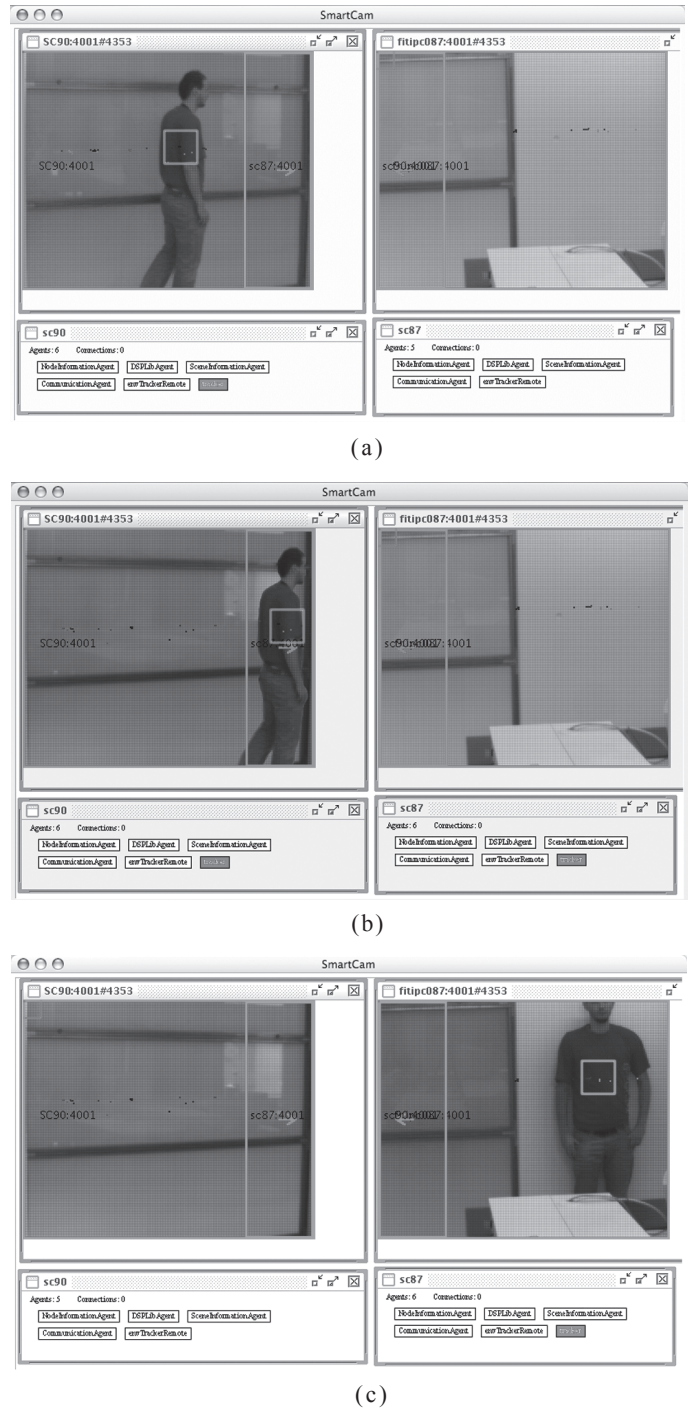 SmartCam
SC90:4001#4353
fitipc087:4001#4353
SC90:4001
sc87:4001
sc90
sc87
Agents: 6 Connections: 0
Agents: 5 Connections: 0
NodeInformationAgent DSPLibAgent SceneInformationAgent
NodeInformationAgent DSPLibAgent SceneInformationAgent
CommunicationAgent envTrackerRemote tracker
CommunicationAgent envTrackerRemote
(a)
SmartCam
SC90:4001#4353
fitipc087:4001#4353
SC90:4001
sc90
sc87
Agents: 6 Connections: 0
Agents: 6 Connections: 0
NodeInformationAgent DSPLibAgent SceneInformationAgent
NodeInformationAgent DSPLibAgent SceneInformationAgent
CommunicationAgent envTrackerRemote tracker
CommunicationAgent envTrackerRemote tracker
(b)
SmartCam
SC90:4001#4353
fitipc087:4001#4353
SC90:4001
sc87:4001
sc90
sc87
Agents: 5 Connections: 0
Agents: 6 Connections: 0
NodeInformationAgent DSPLibAgent SceneInformationAgent
NodeInformationAgent DSPLibAgent SceneInformationAgent
CommunicationAgent envTrackerRemote
CommunicationAgent envTrackerRemote tracker
(c)